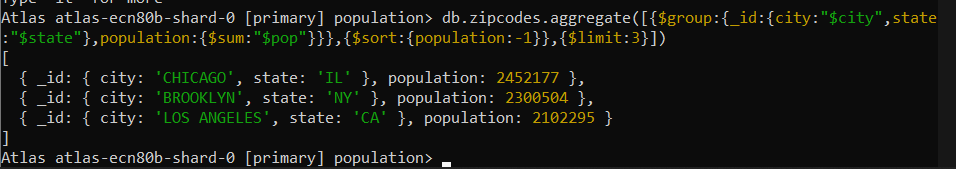 Type "it" for more
Atlas atlas-ecn80b-shard-0 [primary] population> db.zipcodes.aggregate([{$group:{_id:{city:"$city",state
:"$state"},population:{$sum:"$pop"}}},{$sort:{population:-1}},{$limit:3}])
[
  { _id: { city: 'CHICAGO', state: 'IL' }, population: 2452177 },
  { _id: { city: 'BROOKLYN', state: 'NY' }, population: 2300504 },
  { _id: { city: 'LOS ANGELES', state: 'CA' }, population: 2102295 }
]
Atlas atlas-ecn80b-shard-0 [primary] population>